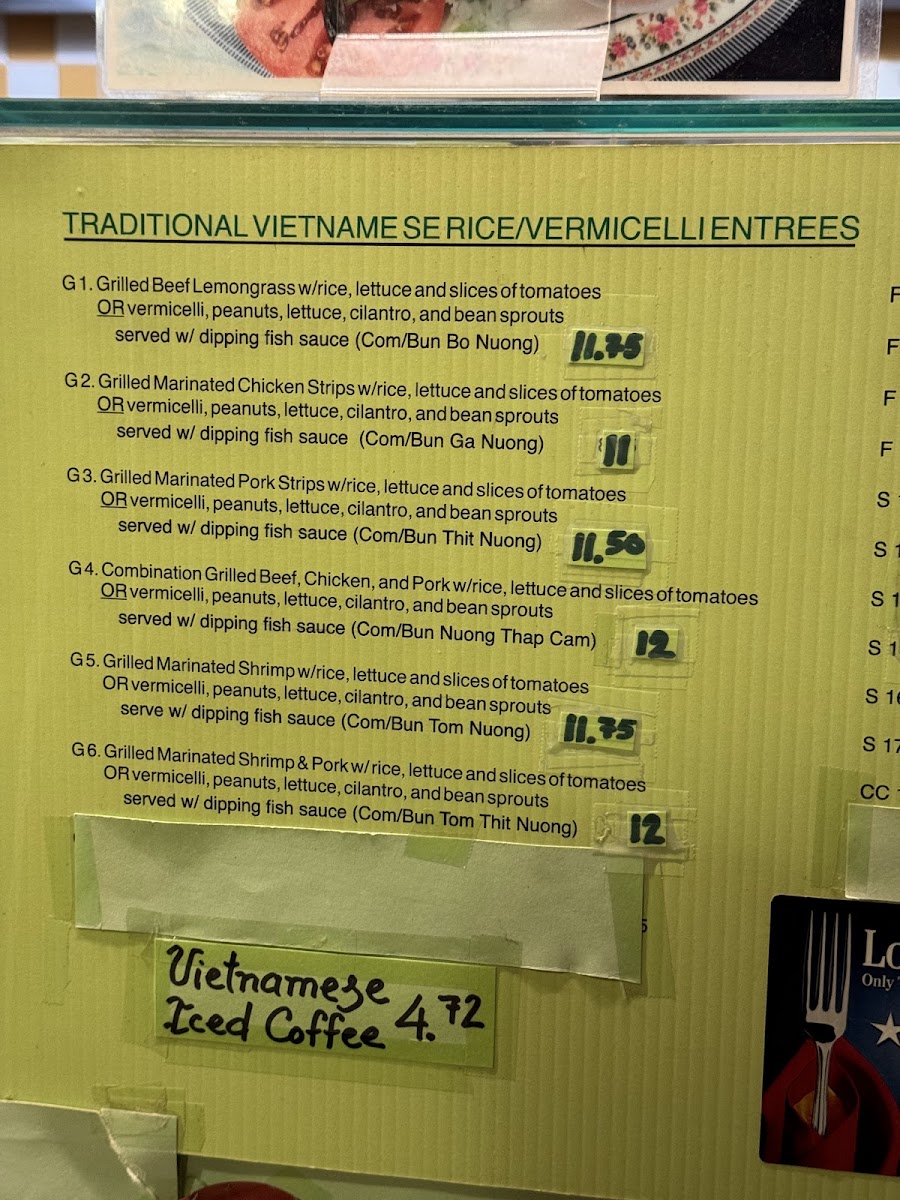 TRADITIONAL VIETNAMESE RICE/VERMICELLI ENTREES
G1. Grilled Beef Lemongrass w/rice, lettuce and slices of tomatoes
OR vermicelli, peanuts, lettuce, cilantro, and bean sprouts
served w/ dipping fish sauce (Com/Bun Bo Nuong) 11.75
G2. Grilled Marinated Chicken Strips w/rice, lettuce and slices of tomatoes
OR vermicelli, peanuts, lettuce, cilantro, and bean sprouts
served w/ dipping fish sauce (Com/Bun Ga Nuong) 11
G3. Grilled Marinated Pork Strips w/rice, lettuce and slices of tomatoes
OR vermicelli, peanuts, lettuce, cilantro, and bean sprouts
served w/ dipping fish sauce (Com/Bun Thit Nuong) 11.50
G4. Combination Grilled Beef, Chicken, and Pork w/rice, lettuce and slices of tomatoes
OR vermicelli, peanuts, lettuce, cilantro, and bean sprouts
served w/ dipping fish sauce (Com/Bun Nuong Thap Cam) 12
G5. Grilled Marinated Shrimp w/rice, lettuce and slices of tomatoes
OR vermicelli, peanuts, lettuce, cilantro, and bean sprouts
serve w/ dipping fish sauce (Com/Bun Tom Nuong) 11.75
G6. Grilled Marinated Shrimp & Pork w/ rice, lettuce and slices of tomatoes
OR vermicelli, peanuts, lettuce, cilantro, and bean sprouts
served w/ dipping fish sauce (Com/Bun Tom Thit Nuong) 12
Vietnamese
Iced Coffee 4.72
F
F
F
S
S 1
S 1
S 1
S 16
S 17
CC
Only